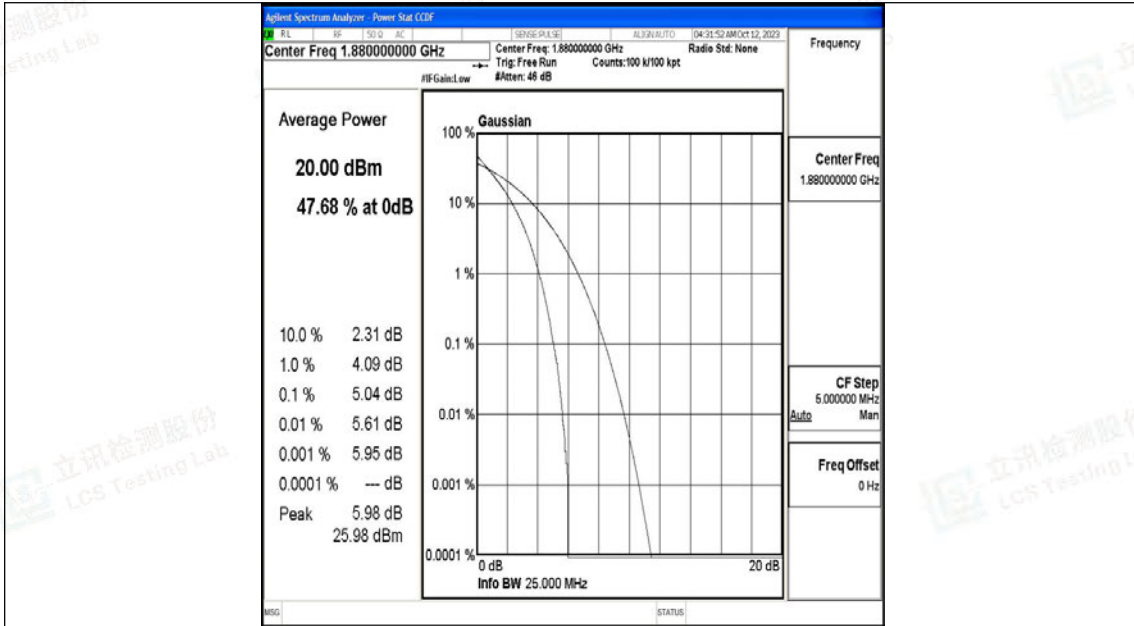 Agilent Spectrum Analyzer - Power Stat CCDF
RL RF 50 Ω AC SENSE:PULSE ALIGNAUTO 04:31:52 AM Oct 12, 2023
Center Freq 1.880000000 GHz
Center Freq: 1.880000000 GHz Radio Std: None
Trig: Free Run Counts:100 k/100 kpt
#IFGain:Low #Atten: 46 dB
Frequency
Average Power
20.00 dBm
47.68 % at 0dB
10.0 % 2.31 dB
1.0 % 4.09 dB
0.1 % 5.04 dB
0.01 % 5.61 dB
0.001 % 5.95 dB
0.0001 % --- dB
Peak 5.98 dB
25.98 dBm
Gaussian
100 %
10 %
1 %
0.1 %
0.01 %
0.001 %
0.0001 %
0 dB 20 dB
Info BW 25.000 MHz
Center Freq
1.880000000 GHz
CF Step
5.000000 MHz
Auto Man
Freq Offset
0 Hz
MSG STATUS
立讯检测股份
LCS Testing Lab
立讯检测股
LCS Testing L
测股份
sting Lab
立